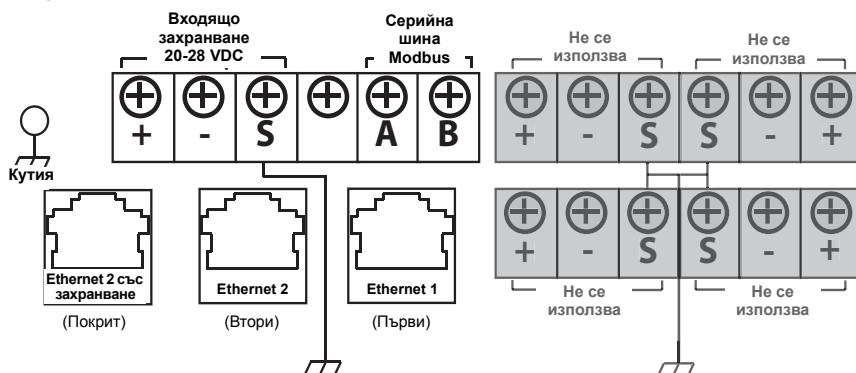 Входящо
захранване
20-28 VDC
Серийна
шина
Modbus
Не се
използва
Не се
използва
+ - S A B
+ - S S - +
Кутия
Ethernet 2 със
захранване
Ethernet 2
Ethernet 1
(Покрит)
(Втори)
(Първи)
+ - S S - +
Не се
използва
Не се
използва